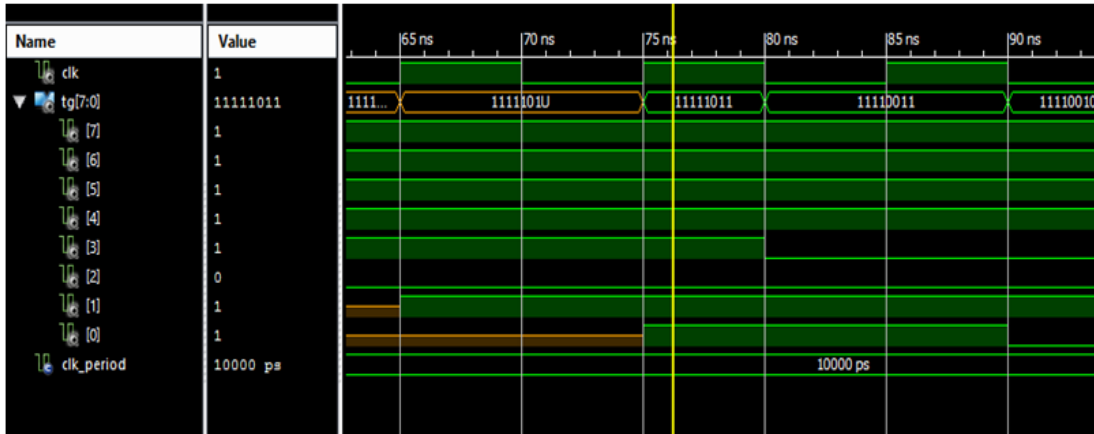 Name Value 65 ns 70 ns 75 ns 80 ns 85 ns 90 ns
clk 1
tg[7:0] 11111011 1111... 1111101U 11111011 11110011 11110010
[7] 1
[6] 1
[5] 1
[4] 1
[3] 1
[2] 0
[1] 1
[0] 1
clk_period 10000 ps 10000 ps